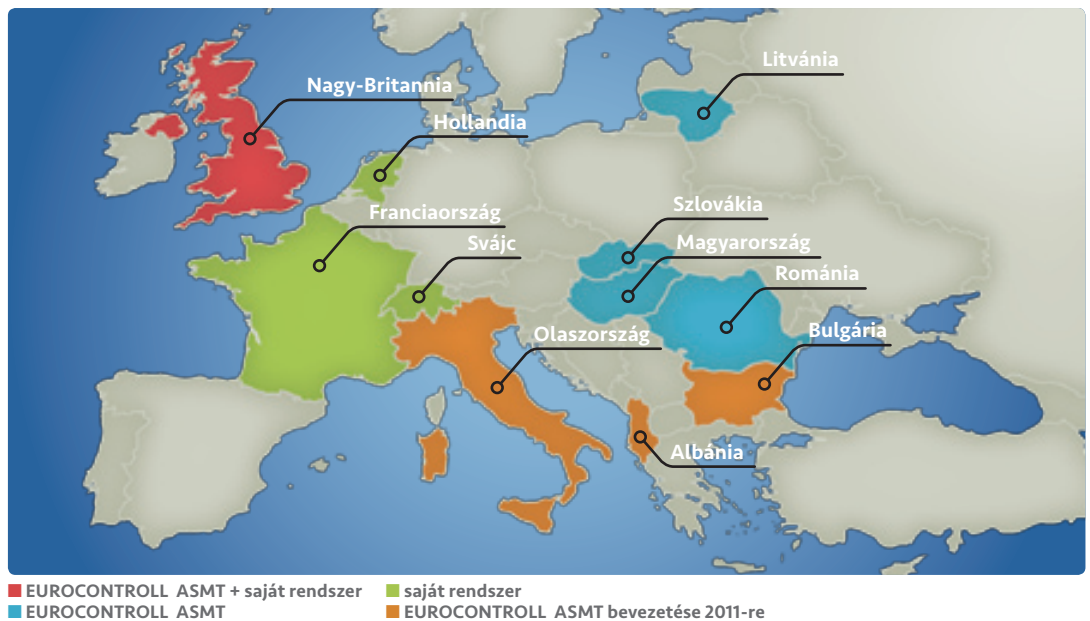 Litvánia
Nagy-Britannia
Hollandia
Szlovákia
Franciaország
Magyarország
Svájc
Románia
Olaszország
Bulgária
Albánia
EUROCONTROLL ASMT + saját rendszer
saját rendszer
EUROCONTROLL ASMT
EUROCONTROLL ASMT bevezetése 2011-re